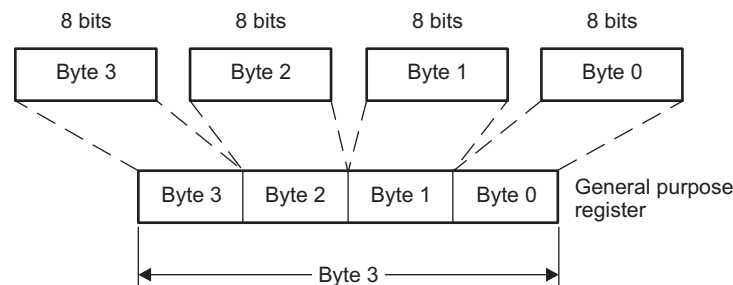 8 bits 8 bits 8 bits 8 bits
Byte 3 Byte 2 Byte 1 Byte 0
Byte 3 Byte 2 Byte 1 Byte 0
General purpose
register
Byte 3